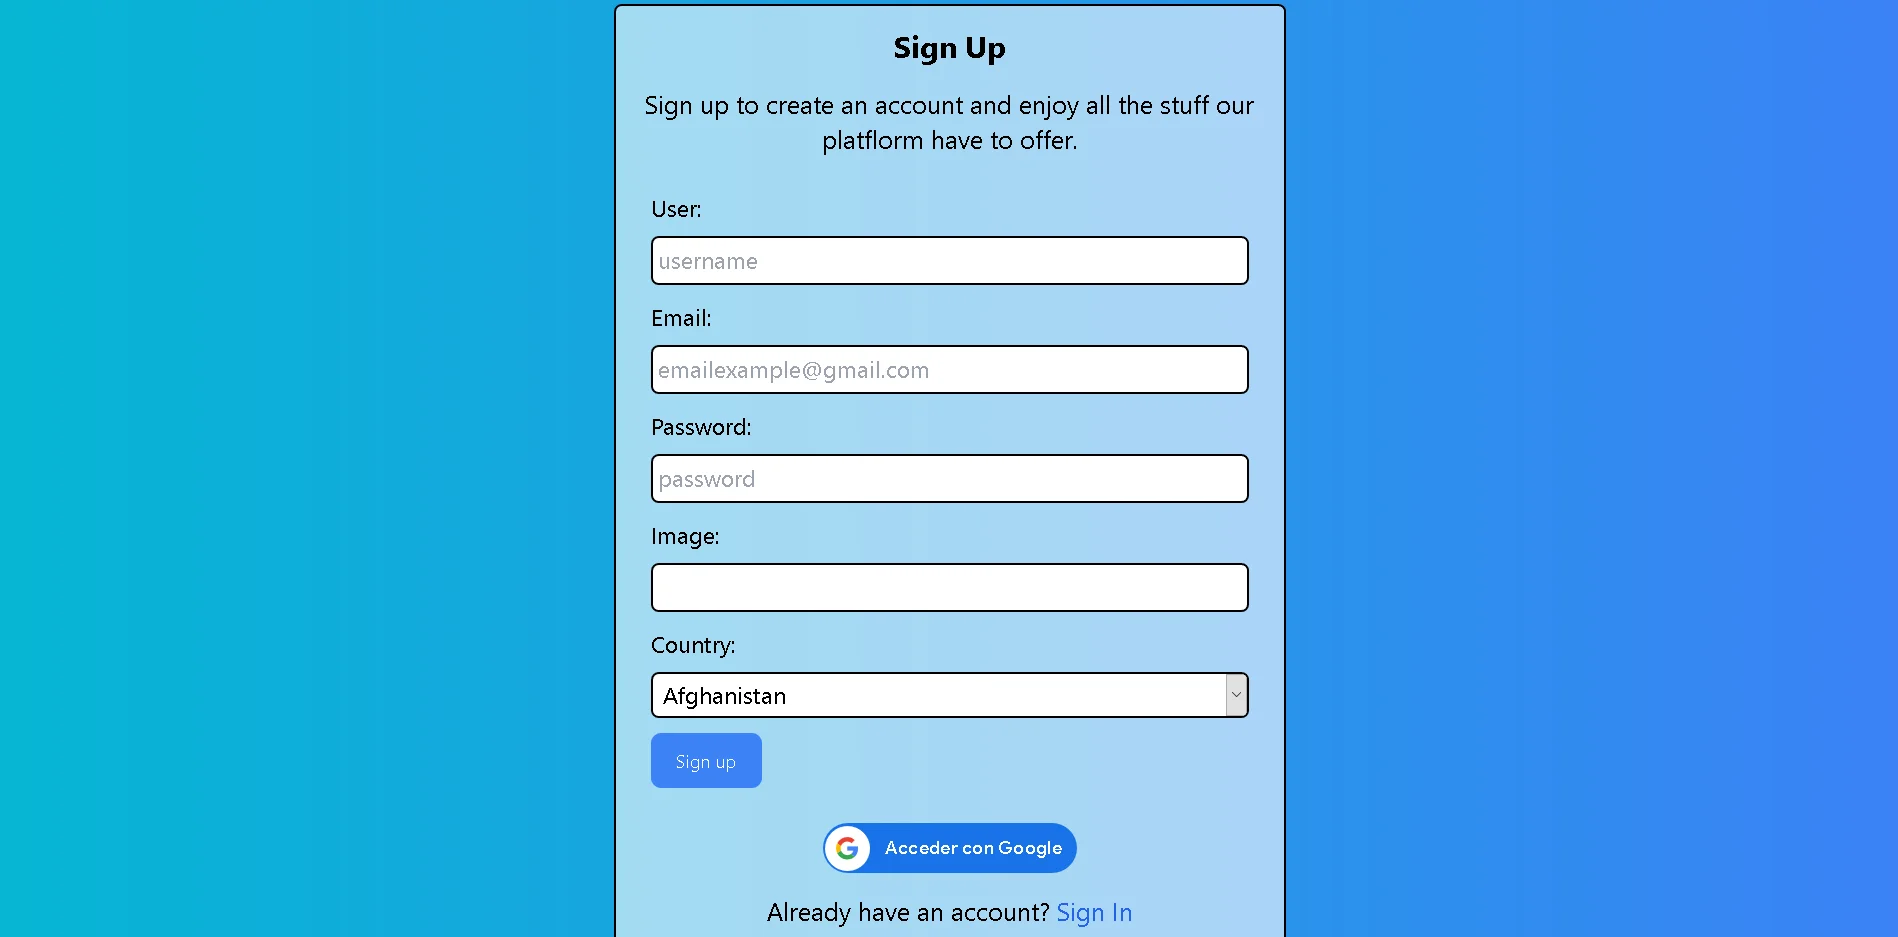 Sign Up
Sign up to create an account and enjoy all the stuff our
platflorm have to offer.
User:
username
Email:
emailexample@gmail.com
Password:
password
Image:
Country:
Afghanistan
Sign up
Acceder con Google
Already have an account? Sign In